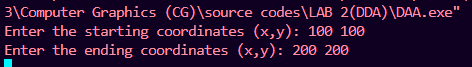 3\Computer Graphics (CG)\source codes\LAB 2(DDA)\DAA.exe"
Enter the starting coordinates (x,y): 100 100
Enter the ending coordinates (x,y): 200 200